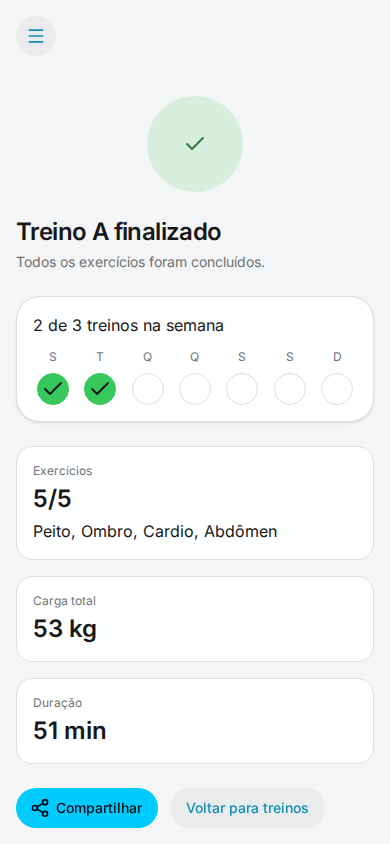 Treino A finalizado
Todos os exercícios foram concluídos.
2 de 3 treinos na semana
S T Q Q S S D
Exercícios
5/5
Peito, Ombro, Cardio, Abdômen
Carga total
53 kg
Duração
51 min
Compartilhar Voltar para treinos